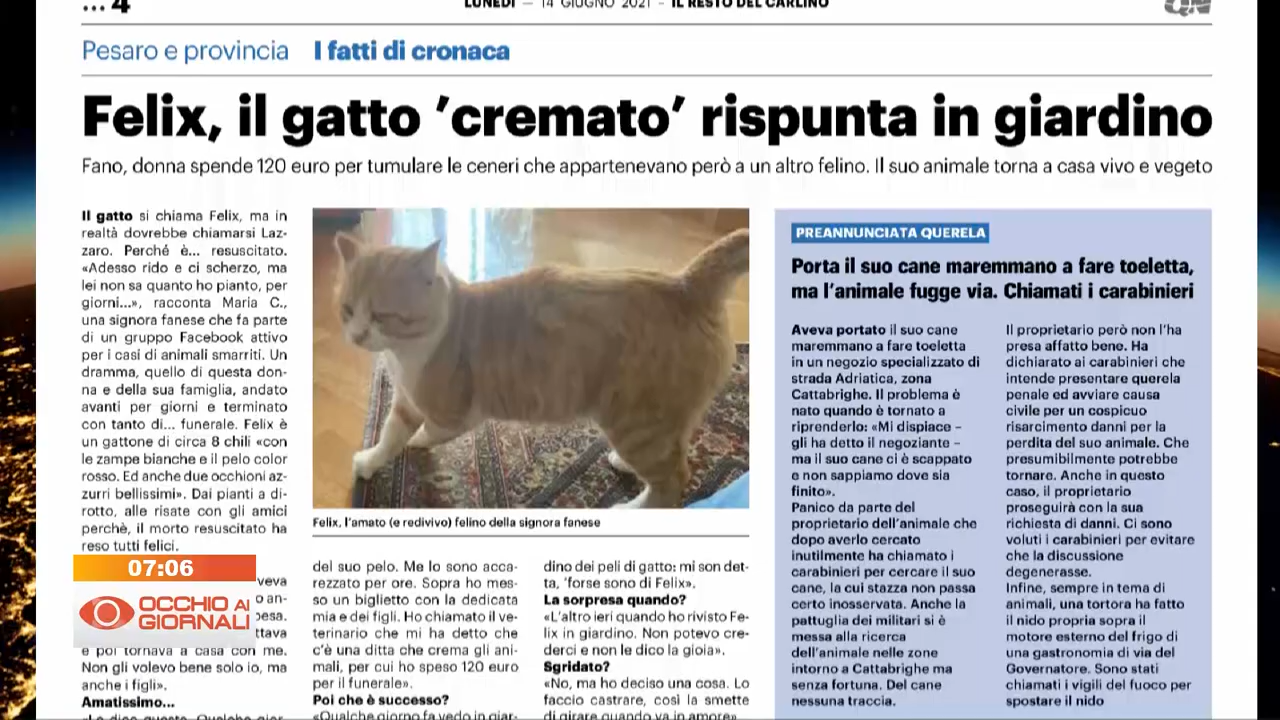 ... 4
LUNEDÌ — 14 GIUGNO 2021 – IL RESTO DEL CARLINO
Pesaro e provincia I fatti di cronaca
Felix, il gatto 'cremato' rispunta in giardino
Fano, donna spende 120 euro per tumulare le ceneri che appartenevano però a un altro felino. Il suo animale torna a casa vivo e vegeto
Il gatto si chiama Felix, ma in
realtà dovrebbe chiamarsi Laz-
zaro. Perché è... resuscitato.
«Adesso rido e ci scherzo, ma
lei non sa quanto ho pianto, per
giorni...», racconta Maria C.,
una signora fanese che fa parte
di un gruppo Facebook attivo
per i casi di animali smarriti. Un
dramma, quello di questa don-
na e della sua famiglia, andato
avanti per giorni e terminato
con tanto di... funerale. Felix è
un gattone di circa 8 chili «con
le zampe bianche e il pelo color
rosso. Ed anche due occhioni az-
zurri bellissimi». Dai pianti a di-
rotto, alle risate con gli amici
perchè, il morto resuscitato ha
reso tutti felici.
veva
o an-
pesa.
ttava
e poi tornava a casa con me.
Non gli volevo bene solo io, ma
anche i figli».
Amatissimo...
07:06
OCCHIO AI
GIORNALI
Felix, l'amato (e redivivo) felino della signora fanese
del suo pelo. Me lo sono acca-
rezzato per ore. Sopra ho mes-
so un biglietto con la dedicata
mia e dei figli. Ho chiamato il ve-
terinario che mi ha detto che
c'è una ditta che crema gli ani-
mali, per cui ho speso 120 euro
per il funerale».
Poi che è successo?
«Qualche giorno fa vedo in giar-
dino dei peli di gatto: mi son det-
ta, 'forse sono di Felix».
La sorpresa quando?
«L'altro ieri quando ho rivisto Fe-
lix in giardino. Non potevo cre-
derci e non le dico la gioia».
Sgridato?
«No, ma ho deciso una cosa. Lo
faccio castrare, così la smette
di girare quando va in amore».
PREANNUNCIATA QUERELA
Porta il suo cane maremmano a fare toeletta,
ma l'animale fugge via. Chiamati i carabinieri
Aveva portato il suo cane
maremmano a fare toeletta
in un negozio specializzato di
strada Adriatica, zona
Cattabrighe. Il problema è
nato quando è tornato a
riprenderlo: «Mi dispiace –
gli ha detto il negoziante –
ma il suo cane ci è scappato
e non sappiamo dove sia
finito».
Panico da parte del
proprietario dell'animale che
dopo averlo cercato
inutilmente ha chiamato i
carabinieri per cercare il suo
cane, la cui stazza non passa
certo inosservata. Anche la
pattuglia dei militari si è
messa alla ricerca
dell'animale nelle zone
intorno a Cattabrighe ma
senza fortuna. Del cane
nessuna traccia.
Il proprietario però non l'ha
presa affatto bene. Ha
dichiarato ai carabinieri che
intende presentare querela
penale ed avviare causa
civile per un cospicuo
risarcimento danni per la
perdita del suo animale. Che
presumibilmente potrebbe
tornare. Anche in questo
caso, il proprietario
proseguirà con la sua
richiesta di danni. Ci sono
voluti i carabinieri per evitare
che la discussione
degenerasse.
Infine, sempre in tema di
animali, una tortora ha fatto
il nido propria sopra il
motore esterno del frigo di
una gastronomia di via del
Governatore. Sono stati
chiamati i vigili del fuoco per
spostare il nido